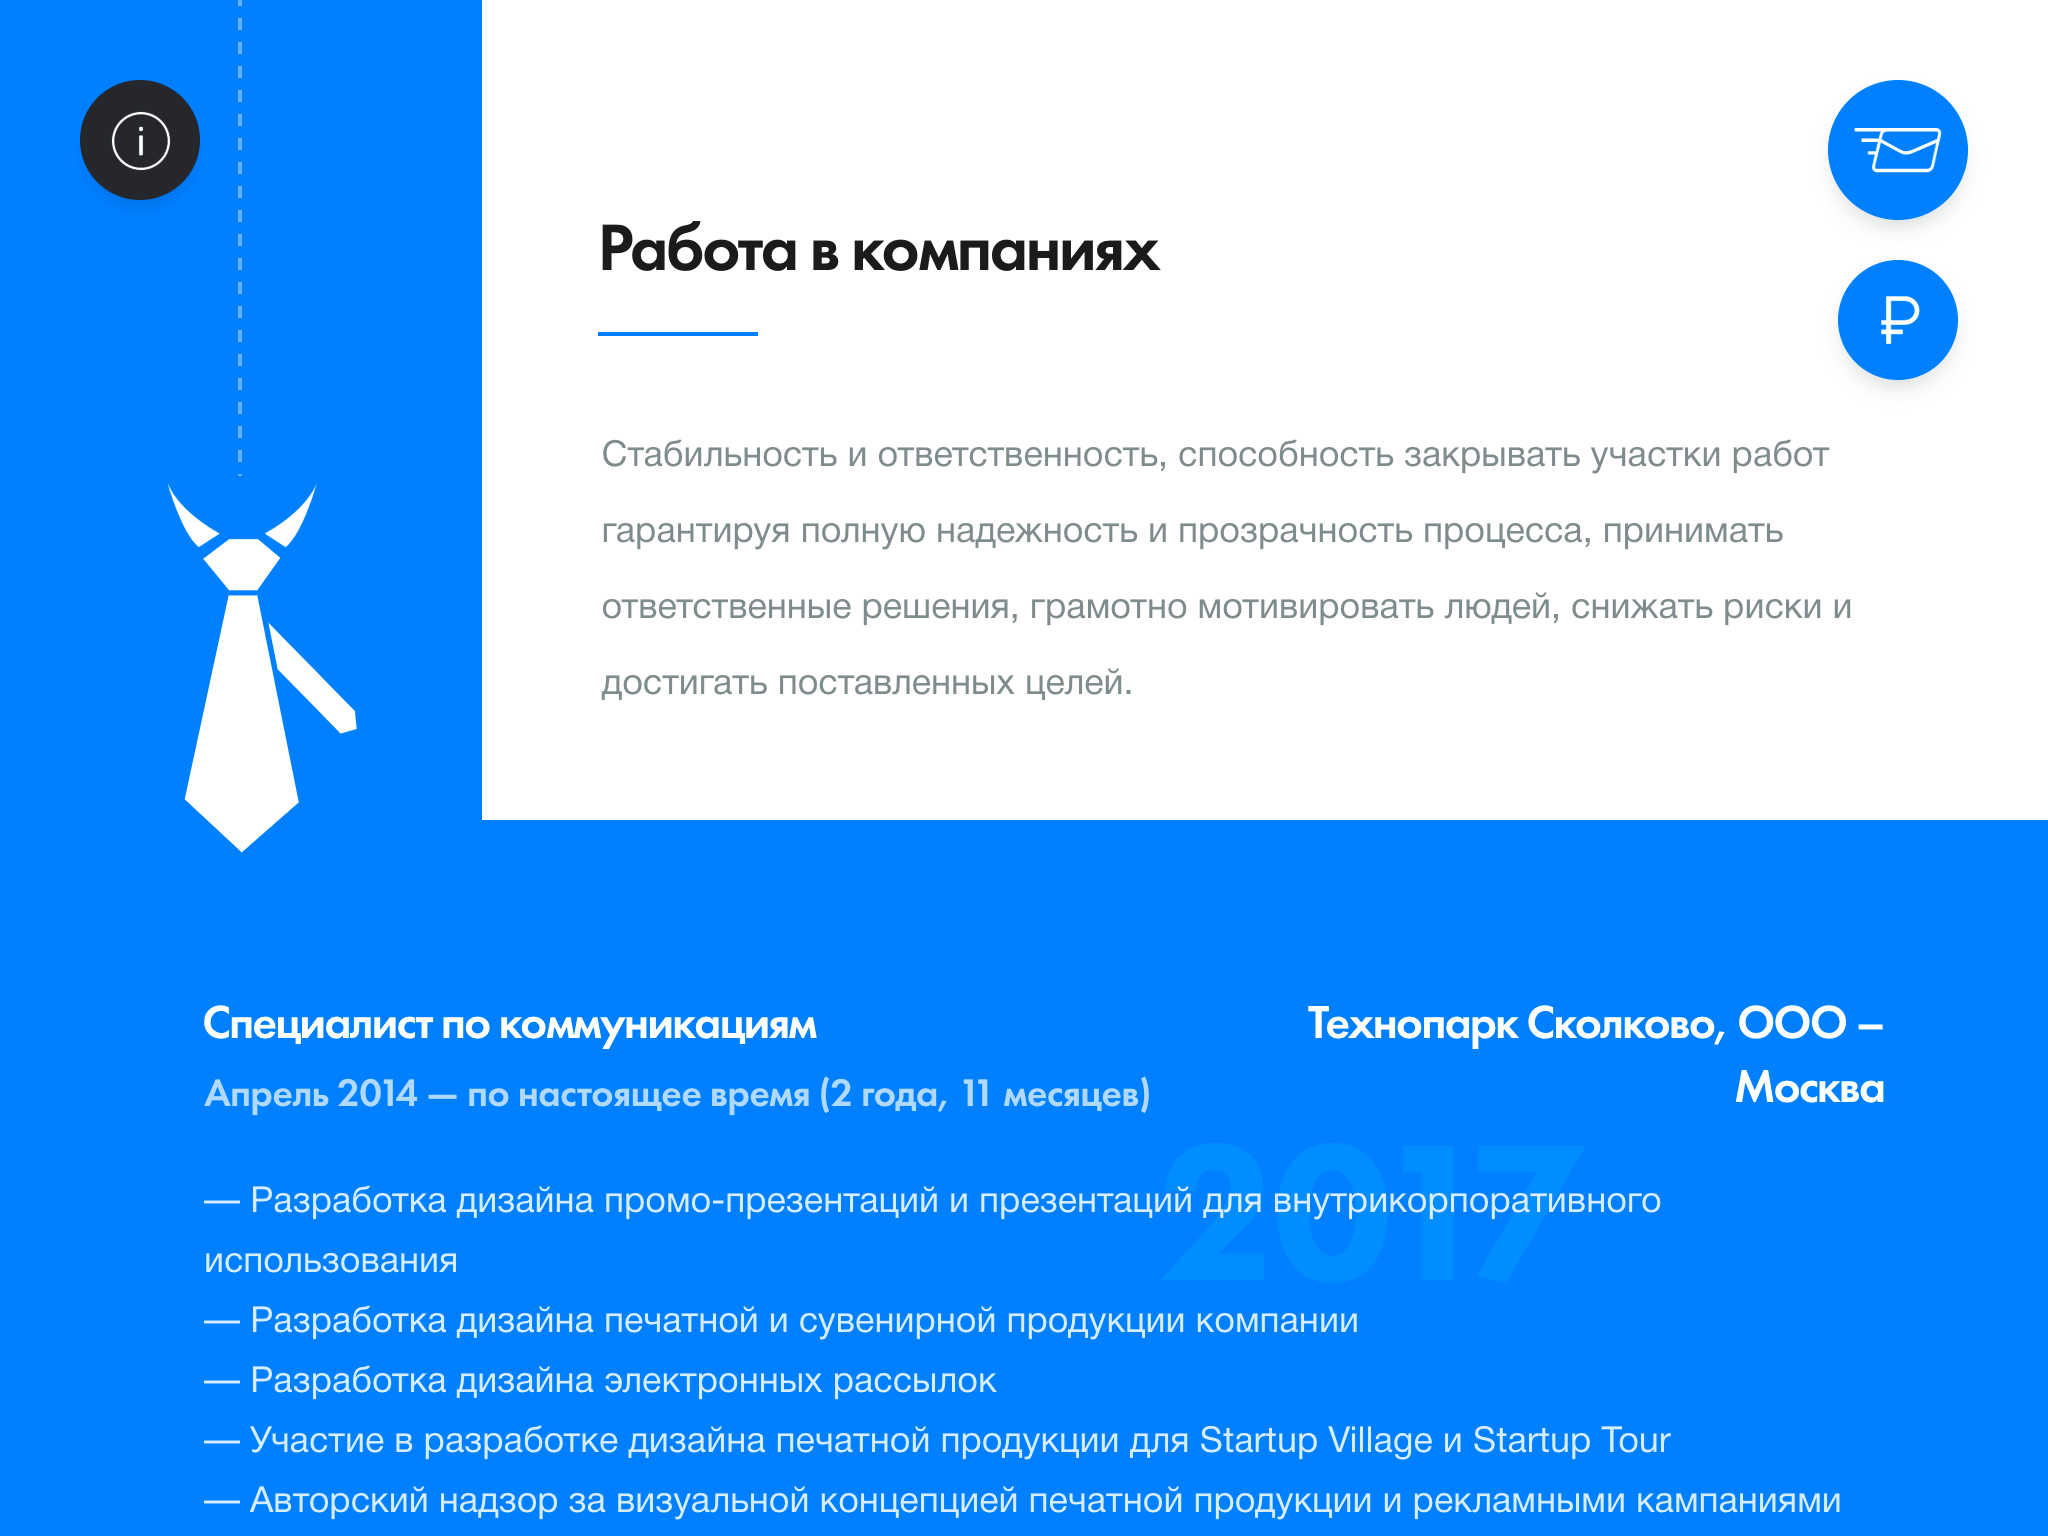 Работа в компаниях
Стабильность и ответственность, способность закрывать участки работ
гарантируя полную надежность и прозрачность процесса, принимать
ответственные решения, грамотно мотивировать людей, снижать риски и
достигать поставленных целей.
Специалист по коммуникациям
Апрель 2014 — по настоящее время (2 года, 11 месяцев)
Технопарк Сколково, ООО –
Москва
2017
— Разработка дизайна промо-презентаций и презентаций для внутрикорпоративного
использования
— Разработка дизайна печатной и сувенирной продукции компании
— Разработка дизайна электронных рассылок
— Участие в разработке дизайна печатной продукции для Startup Village и Startup Tour
— Авторский надзор за визуальной концепцией печатной продукции и рекламными кампаниями